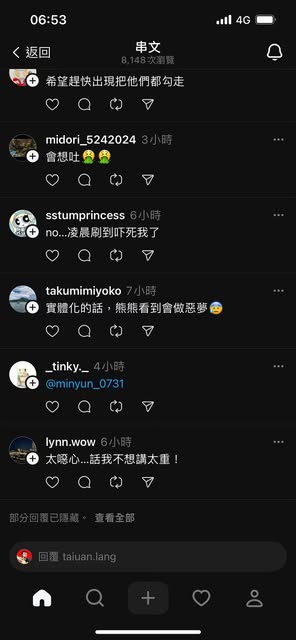 06:53
4G
返回
串文
8,148次瀏覽
希望趕快出現把他們都勾走
midori_5242024 3小時
會想吐🤮🤮
sstumprincess 6小時
no...凌晨刷到吓死我了
takumimiyoko 7小時
實體化的話，熊熊看到會做惡夢😰
_tinky._ 4小時
@minyun_0731
lynn.wow 6小時
太噁心...話我不想講太重！
部分回覆已隱藏。 查看全部
回覆 taiuan.lang